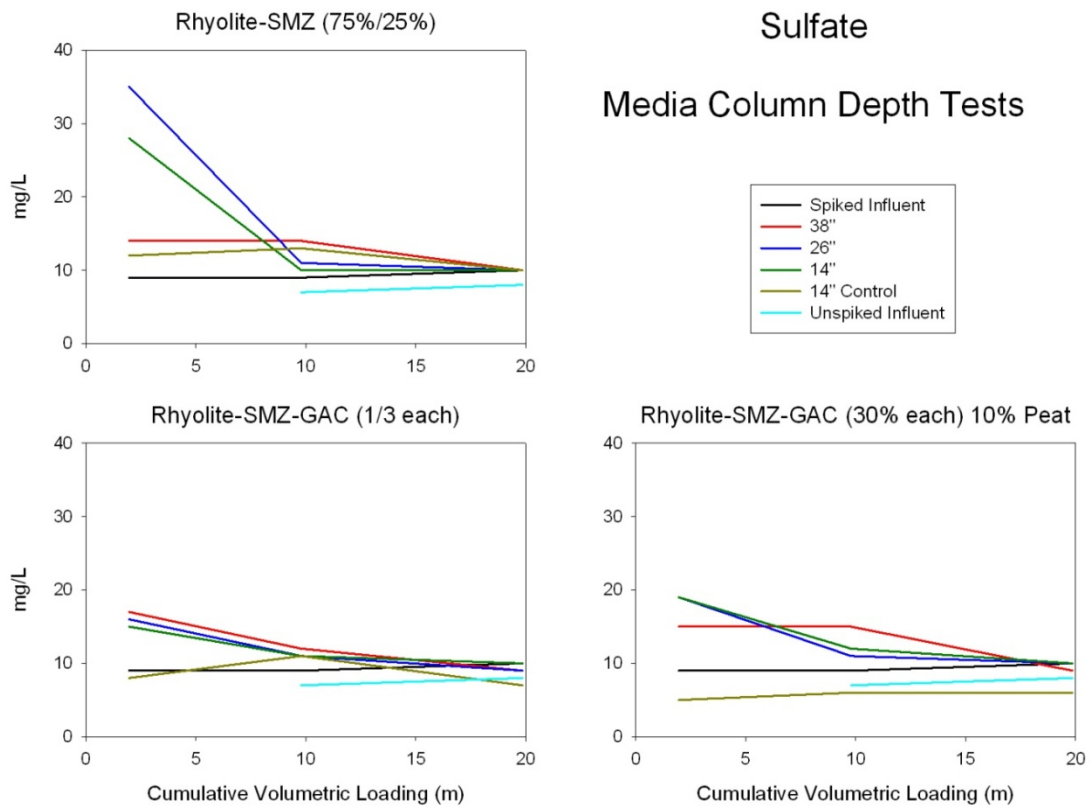 Rhyolite-SMZ (75%/25%)
Sulfate
Media Column Depth Tests
40
30
20
10
0
mg/L
0 5 10 15 20
Spiked Influent
38"
26"
14"
14" Control
Unspiked Influent
Rhyolite-SMZ-GAC (1/3 each)
40
30
20
10
0
mg/L
0 5 10 15 20
Cumulative Volumetric Loading (m)
Rhyolite-SMZ-GAC (30% each) 10% Peat
40
30
20
10
0
0 5 10 15 20
Cumulative Volumetric Loading (m)